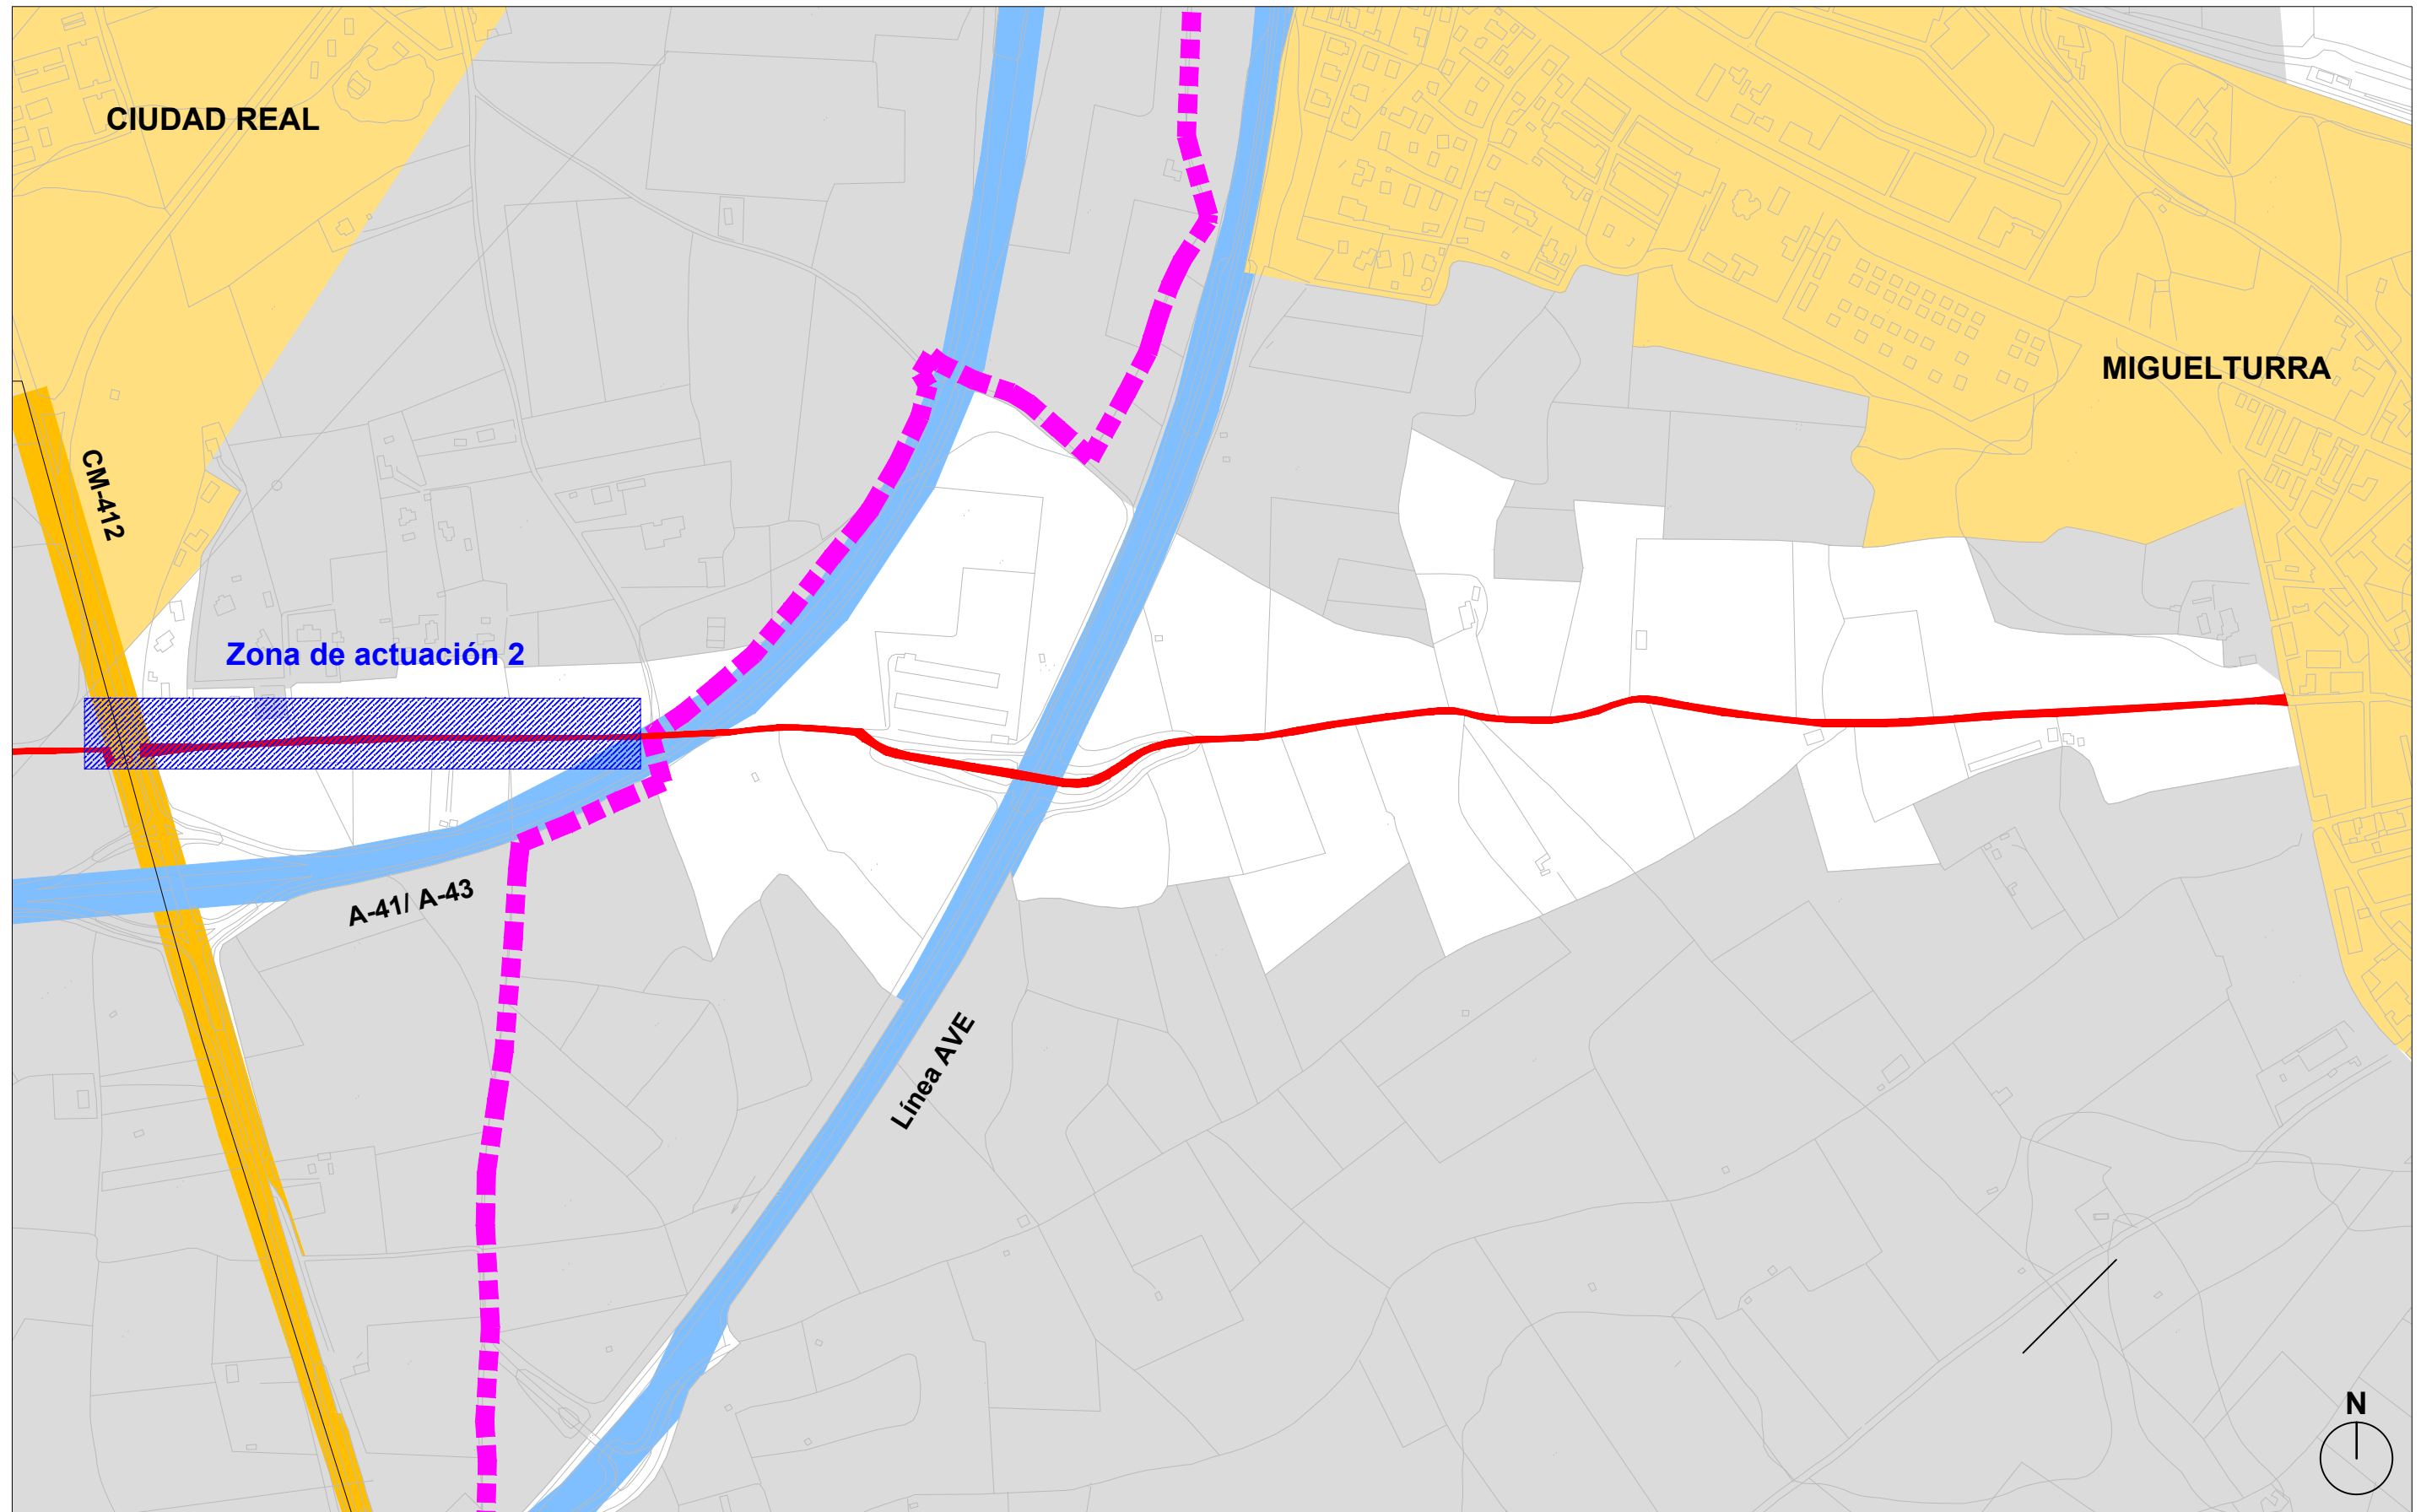 CIUDAD REAL
MIGUELTURRA
CM-412
Zona de actuación 2
A-41/ A-43
Línea AVE
N